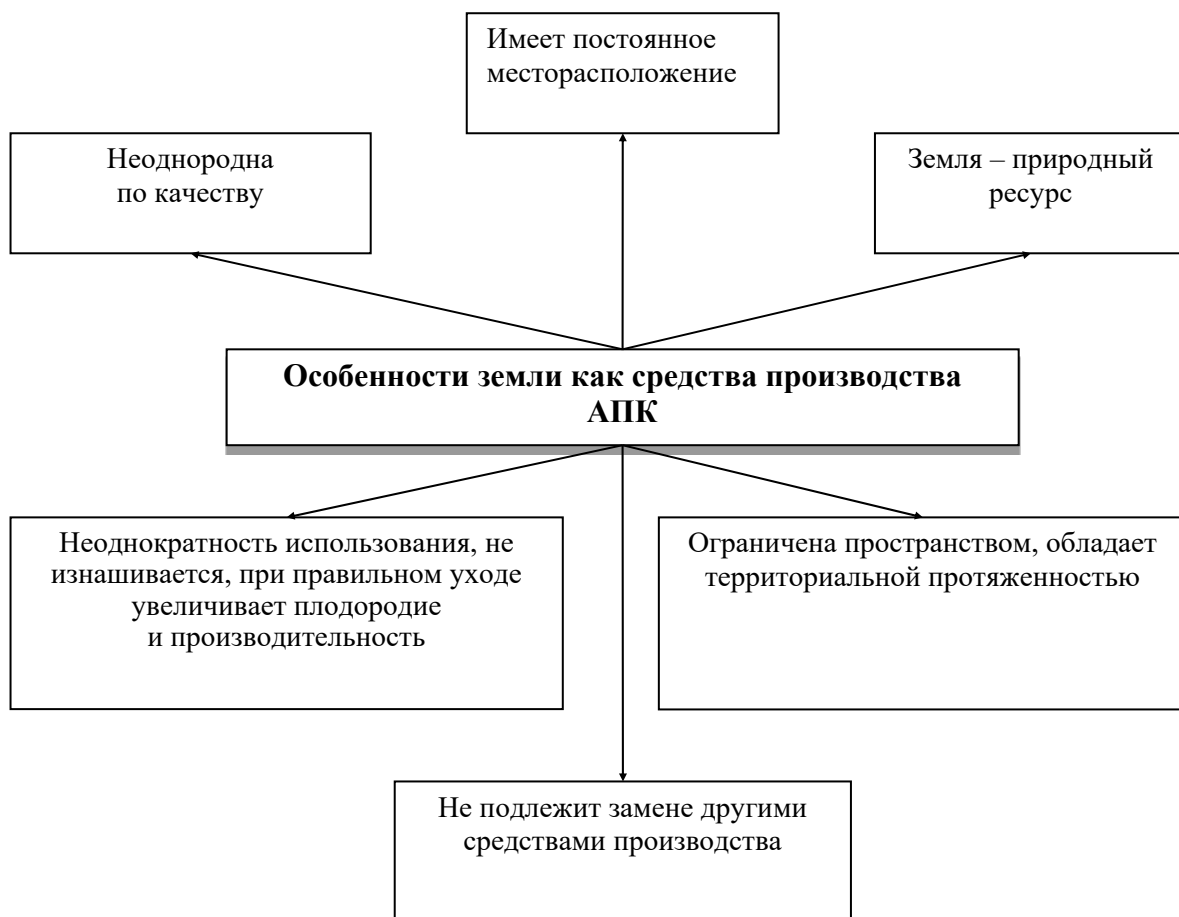 Имеет постоянное
месторасположение
Неоднородна
по качеству
Земля – природный
ресурс
Особенности земли как средства производства
АПК
Неоднократность использования, не
изнашивается, при правильном уходе
увеличивает плодородие
и производительность
Ограничена пространством, обладает
территориальной протяженностью
Не подлежит замене другими
средствами производства